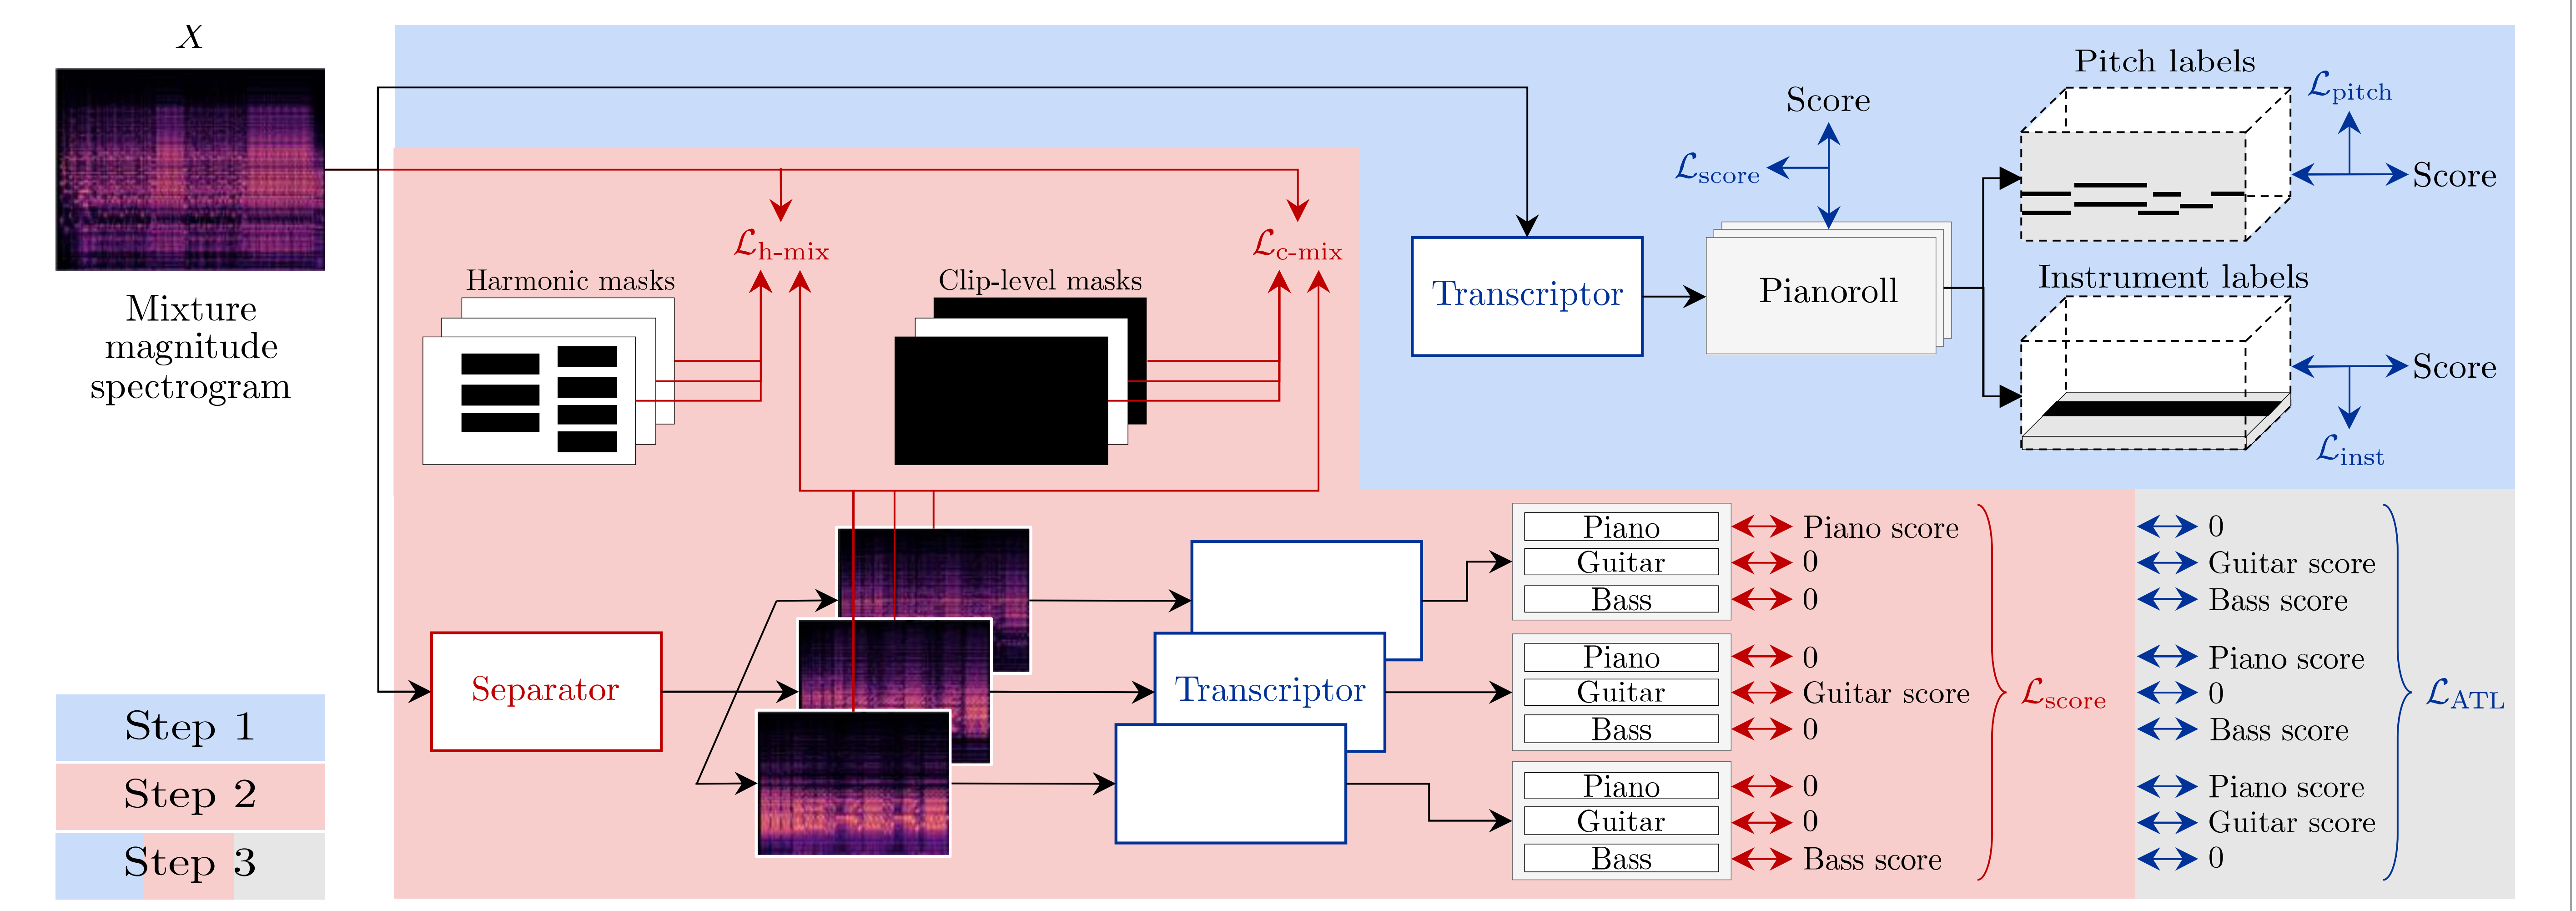 X
Mixture
magnitude
spectrogram
Step 1
Step 2
Step 3
Harmonic masks
ℒh-mix
Clip-level masks
ℒc-mix
Separator
Transcriptor
Transcriptor
Pianoroll
Score
ℒscore
Pitch labels
ℒpitch
Score
Instrument labels
Score
ℒinst
Piano Piano score 0
Guitar 0 Guitar score
Bass 0 Bass score
Piano 0 Piano score
Guitar Guitar score 0
Bass 0 Bass score
Piano 0 Piano score
Guitar 0 Guitar score
Bass Bass score 0
ℒscore
ℒATL